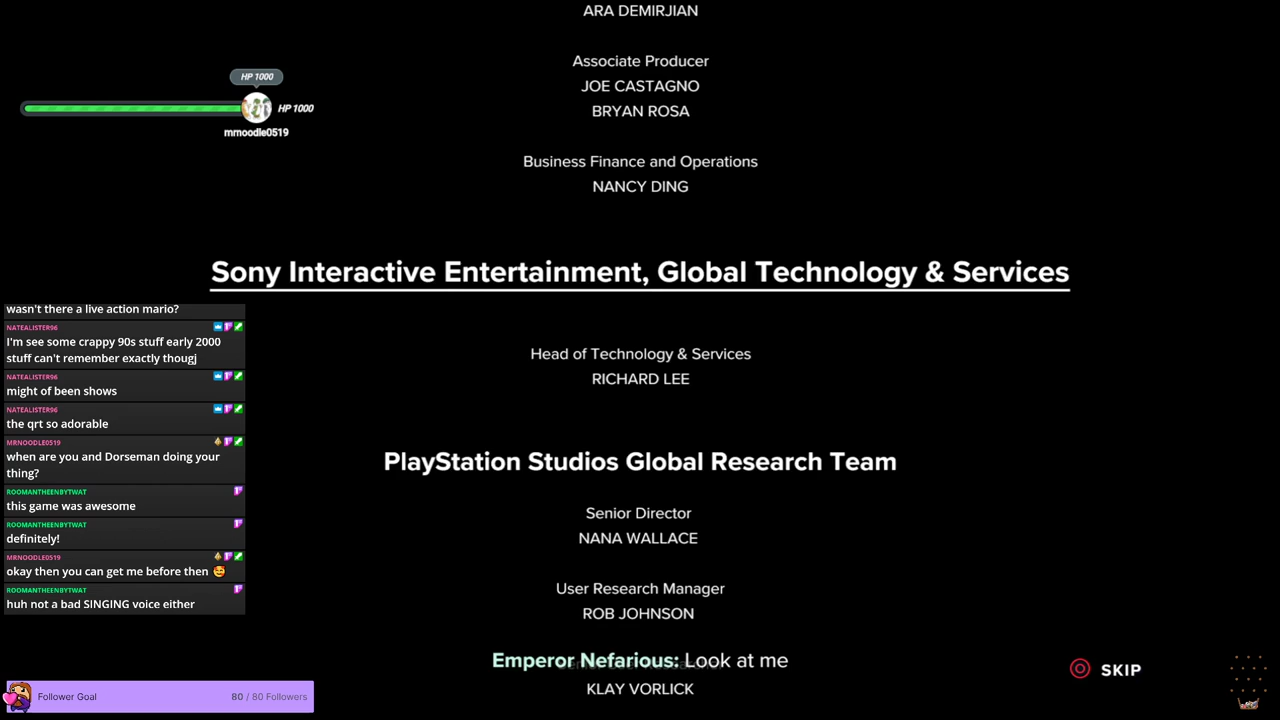 ARA DEMIRJIAN
Associate Producer
JOE CASTAGNO
BRYAN ROSA
Business Finance and Operations
NANCY DING
Sony Interactive Entertainment, Global Technology & Services
Head of Technology & Services
RICHARD LEE
PlayStation Studios Global Research Team
Senior Director
NANA WALLACE
User Research Manager
ROB JOHNSON
Emperor Nefarious: Look at me
KLAY VORLICK
SKIP
HP 1000
HP 1000
mrnoodle0519
wasn't there a live action mario?
NATEALISTER96
I'm see some crappy 90s stuff early 2000
stuff can't remember exactly thougj
NATEALISTER96
might of been shows
NATEALISTER96
the qrt so adorable
MRNOODLE0519
when are you and Dorseman doing your
thing?
ROOMANTHEENBYTWAT
this game was awesome
ROOMANTHEENBYTWAT
definitely!
MRNOODLE0519
okay then you can get me before then 🥰
ROOMANTHEENBYTWAT
huh not a bad SINGING voice either
Follower Goal
80 / 80 Followers